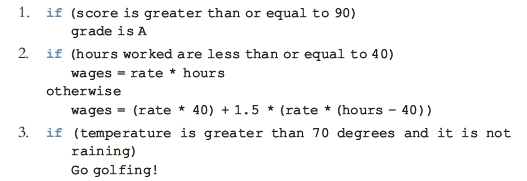 1. if (score is greater than or equal to 90)
grade is A
2. if (hours worked are less than or equal to 40)
wages = rate * hours
otherwise
wages = (rate * 40) + 1.5 * (rate * (hours - 40))
3. if (temperature is greater than 70 degrees and it is not
raining)
Go golfing!